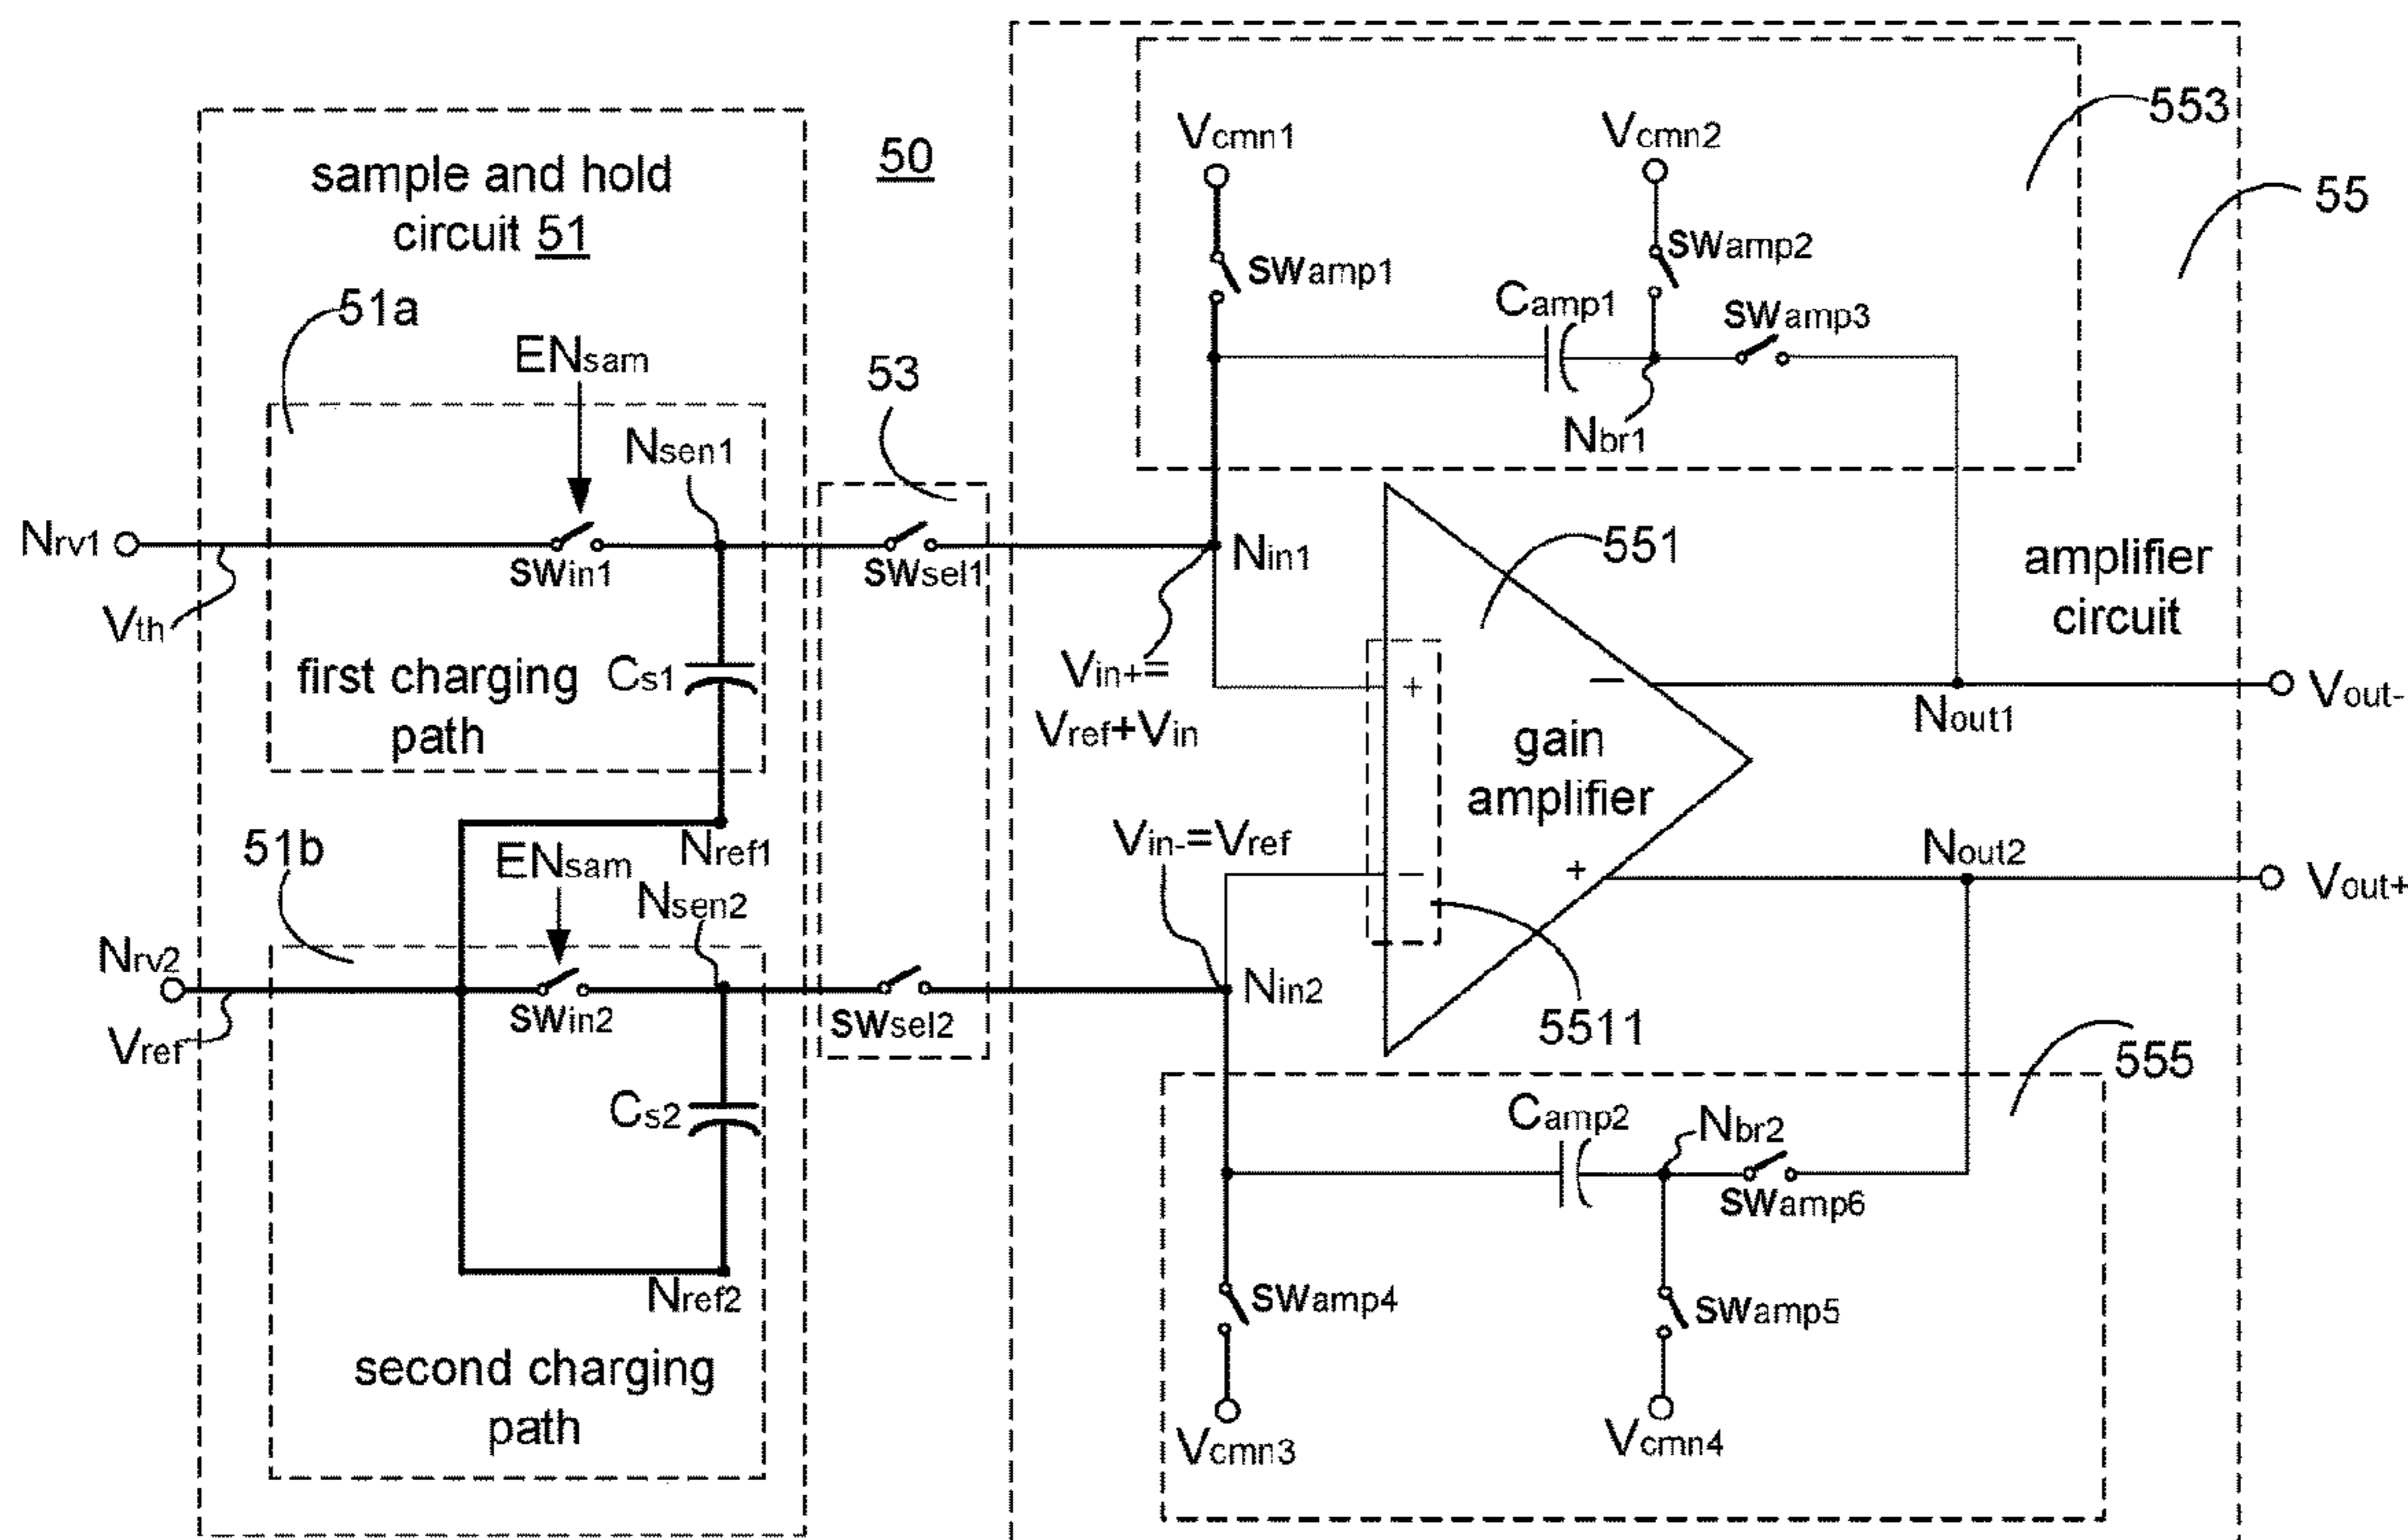 50
553
55
sample and hold
circuit 51
51a
ENsam
Nsen1
Nrv1
SWin1
Vth
first charging
path
Cs1
Nref1
53
SWsel1
Vcmn1
SWamp1
Vcmn2
SWamp2
Camp1
SWamp3
Nbr1
Nin1
Vin+=
Vref+Vin
551
amplifier
circuit
+
−
gain
amplifier
Nout1
Vout-
51b
ENsam
Nsen2
Nrv2
SWin2
Vref
Cs2
Nref2
second charging
path
SWsel2
Vin-=Vref
Nin2
−
+
5511
Nout2
Vout+
555
Camp2
Nbr2
SWamp6
SWamp4
SWamp5
Vcmn3
Vcmn4